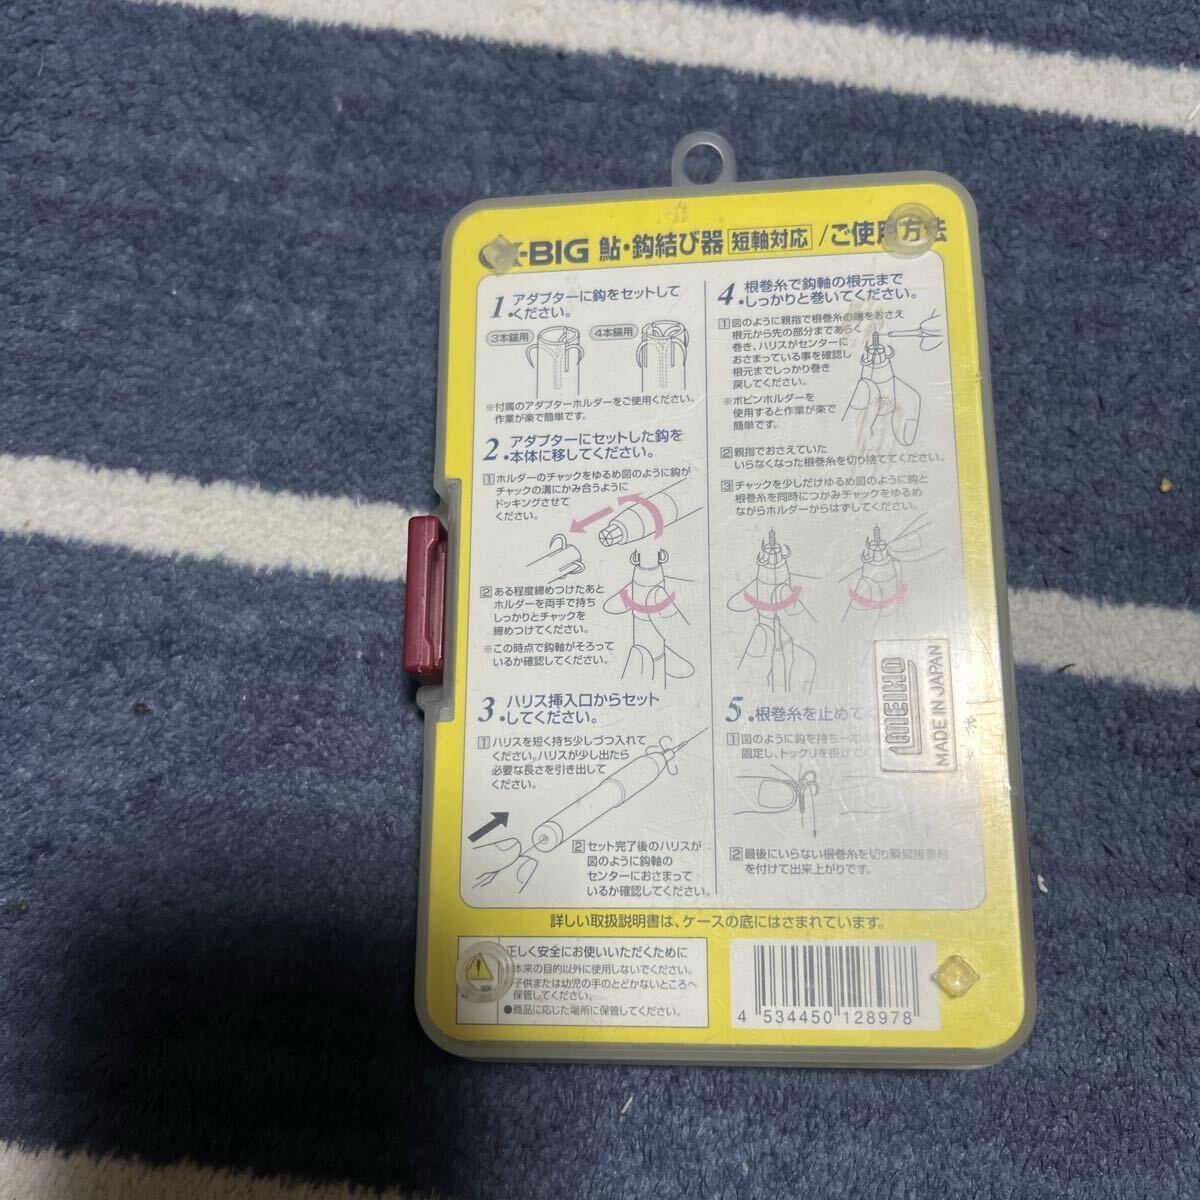 -BIG 鮎・鈎結び器 短軸対応 /ご使用方法
1. アダプターに鈎をセットして
ください。
3本錨用
4本錨用
※付属のアダプターホルダーをご使用ください。
作業が楽で簡単です。
2. アダプターにセットした鈎を
本体に移してください。
1 ホルダーのチャックをゆるめ図のように鈎が
チャックの溝にかみ合うように
ドッキングさせて
ください。
2 ある程度締めつけたあと
ホルダーを両手で持ち
しっかりとチャックを
締めつけてください。
※この時点で鈎軸がそろって
いるか確認してください。
3. ハリス挿入口からセット
してください。
1 ハリスを短く持ち少しづつ入れて
ください。ハリスが少し出たら
必要な長さを引き出して
ください。
2 セット完了後のハリスが
図のように鈎軸の
センターにおさまって
いるか確認してください。
4. 根巻糸で鈎軸の根元まで
しっかりと巻いてください。
1 図のように親指で根巻糸の端をおさえ
根元から先の部分まであらく
巻き、ハリスがセンターに
おさまっている事を確認し
根元までしっかり巻き
戻してください。
※ボビンホルダーを
使用すると作業が楽で
簡単です。
2 親指でおさえていた
いらなくなった根巻糸を切り捨ててください。
3 チャックを少しだけゆるめ図のように鈎と
根巻糸を同時につかみチャックをゆるめ
ながらホルダーからはずしてください。
5. 根巻糸を止めてく
1 図のように鈎を持ち
固定し、トックリを掛けてく
2 最後にいらない根巻糸を切り瞬間接着剤
を付けて出来上がりです。
MEIHO
MADE IN JAPAN
詳しい取扱説明書は、ケースの底にはさまれています。
正しく安全にお使いいただくために
本来の目的以外に使用しないでください。
子供または幼児の手のとどかないところへ
保管してください。
●商品に応じた場所に保管してください。
4 534450 128978